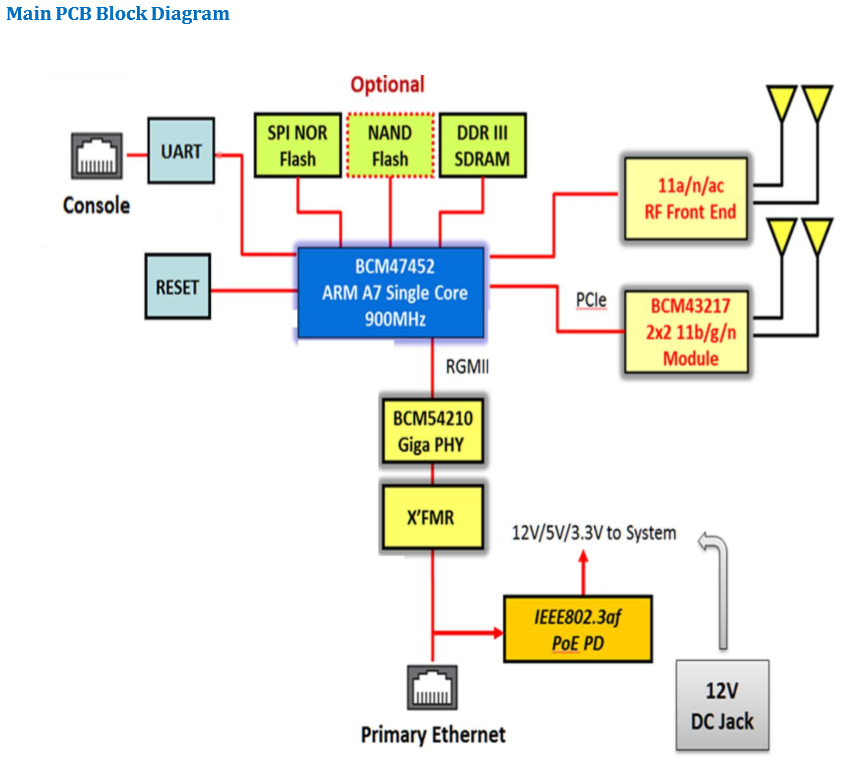 Main PCB Block Diagram
Optional
SPI NOR
Flash
NAND
Flash
DDR III
SDRAM
UART
Console
RESET
BCM47452
ARM A7 Single Core
900MHz
11a/n/ac
RF Front End
PCIe
BCM43217
2x2 11b/g/n
Module
RGMII
BCM54210
Giga PHY
X'FMR
12V/5V/3.3V to System
IEEE802.3af
PoE PD
Primary Ethernet
12V
DC Jack